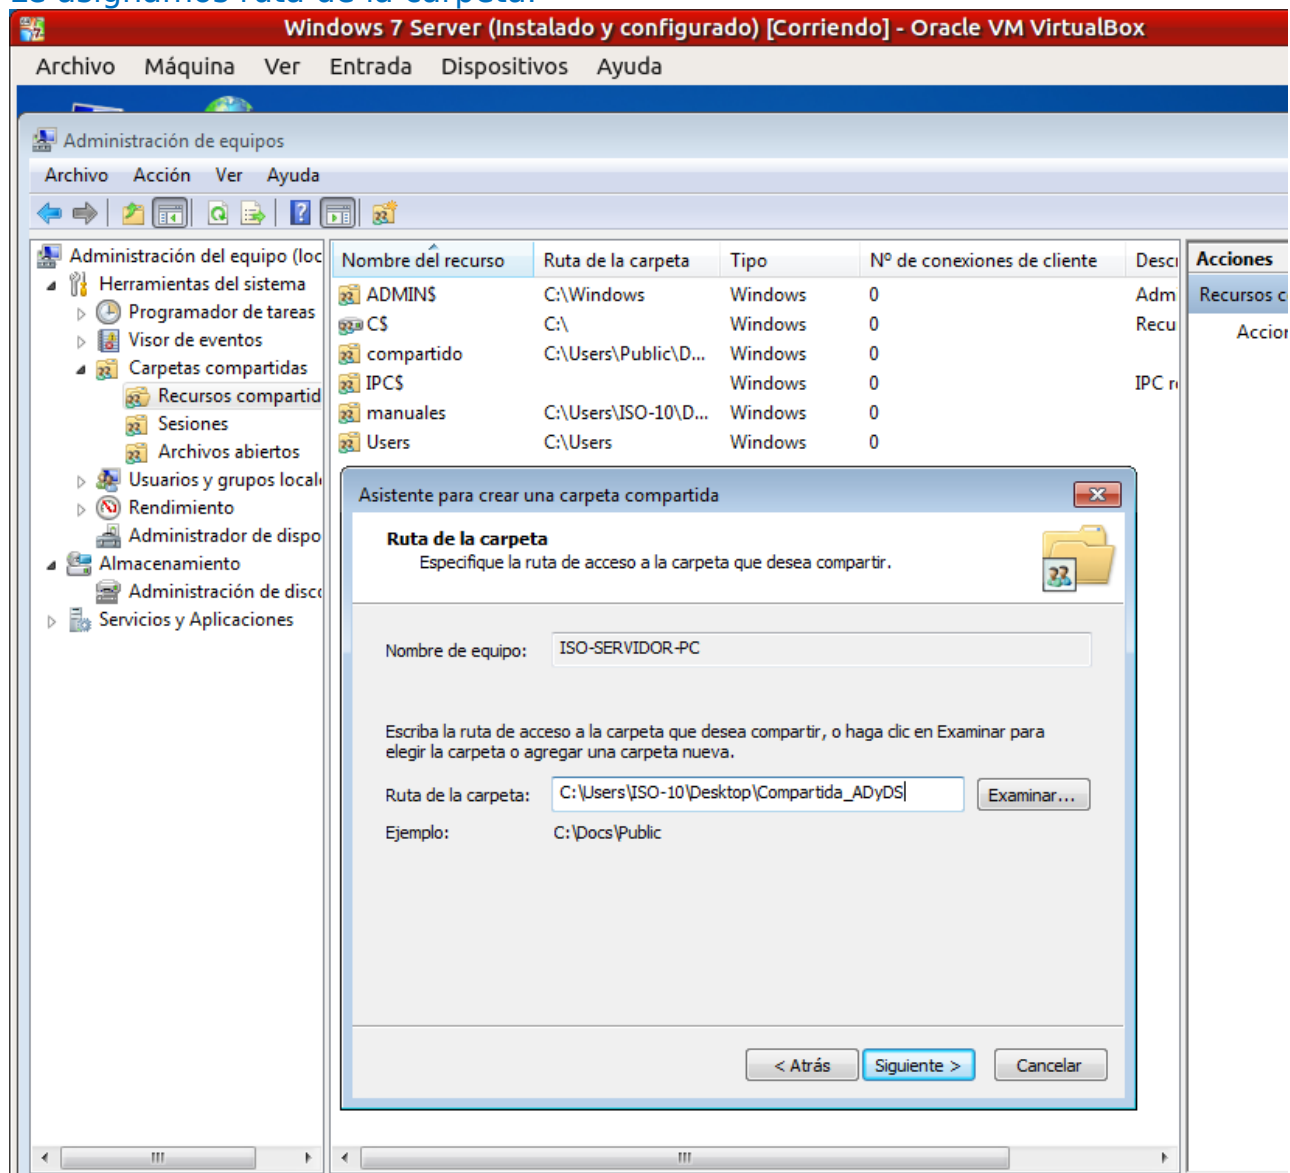 Le asignamos ruta de la carpeta.
Windows 7 Server (Instalado y configurado) [Corriendo] - Oracle VM VirtualBox
Archivo Máquina Ver Entrada Dispositivos Ayuda
Administración de equipos
Archivo Acción Ver Ayuda
Administración del equipo (loc
Herramientas del sistema
Programador de tareas
Visor de eventos
Carpetas compartidas
Recursos compartid
Sesiones
Archivos abiertos
Usuarios y grupos local
Rendimiento
Administrador de dispo
Almacenamiento
Administración de disc
Servicios y Aplicaciones
Nombre del recurso Ruta de la carpeta Tipo Nº de conexiones de cliente Descr
ADMIN$ C:\Windows Windows 0 Adm
C$ C:\ Windows 0 Recu
compartido C:\Users\Public\D... Windows 0
IPC$ Windows 0 IPC r
manuales C:\Users\ISO-10\D... Windows 0
Users C:\Users Windows 0
Acciones
Recursos c
Accion
Asistente para crear una carpeta compartida
Ruta de la carpeta
Especifique la ruta de acceso a la carpeta que desea compartir.
Nombre de equipo: ISO-SERVIDOR-PC
Escriba la ruta de acceso a la carpeta que desea compartir, o haga clic en Examinar para
elegir la carpeta o agregar una carpeta nueva.
Ruta de la carpeta: C:\Users\ISO-10\Desktop\Compartida_ADyDS Examinar...
Ejemplo: C:\Docs\Public
< Atrás Siguiente > Cancelar